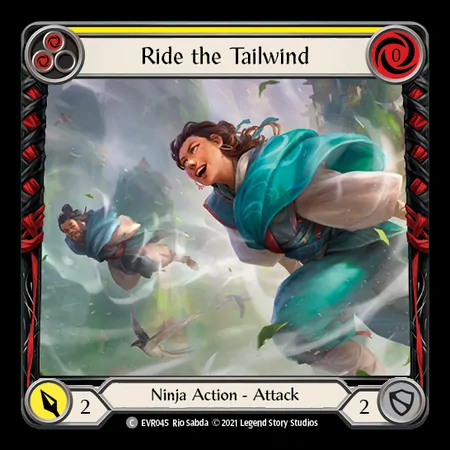 Ride the Tailwind
0
Ninja Action - Attack
2
2
C EVR045 Rio Sabda © 2021 Legend Story Studios